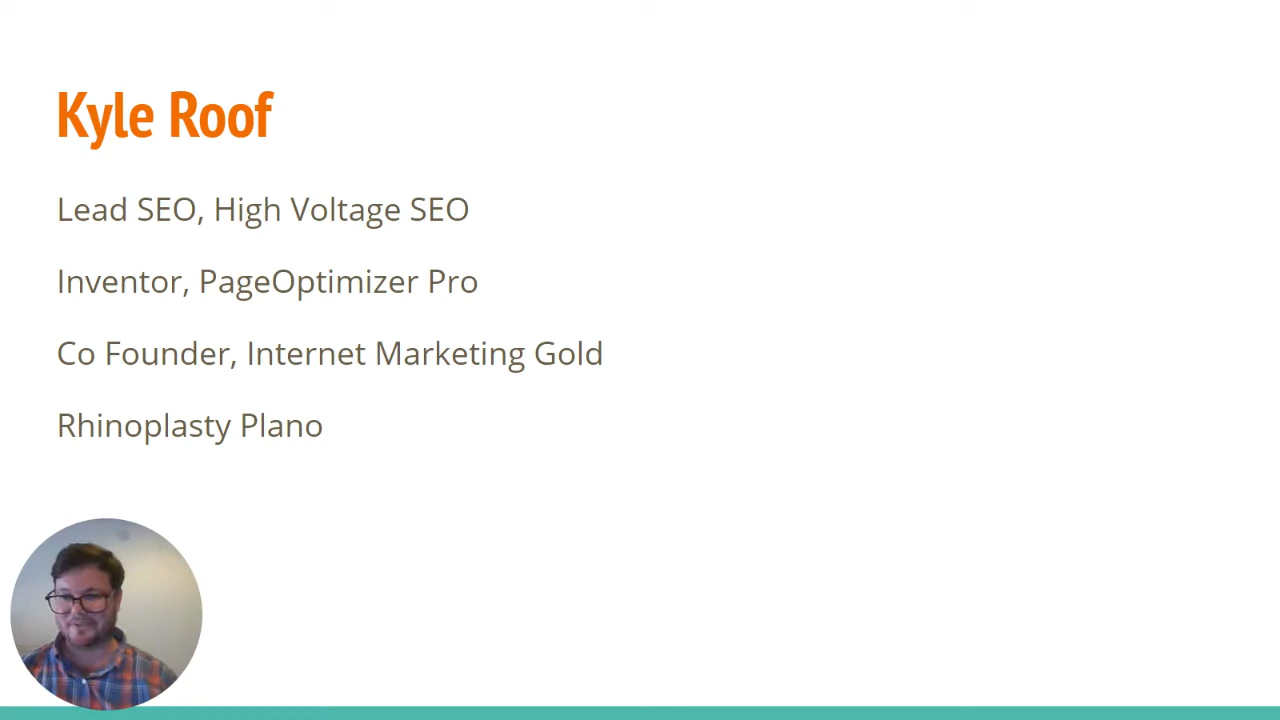 Kyle Roof
Lead SEO, High Voltage SEO
Inventor, PageOptimizer Pro
Co Founder, Internet Marketing Gold
Rhinoplasty Plano